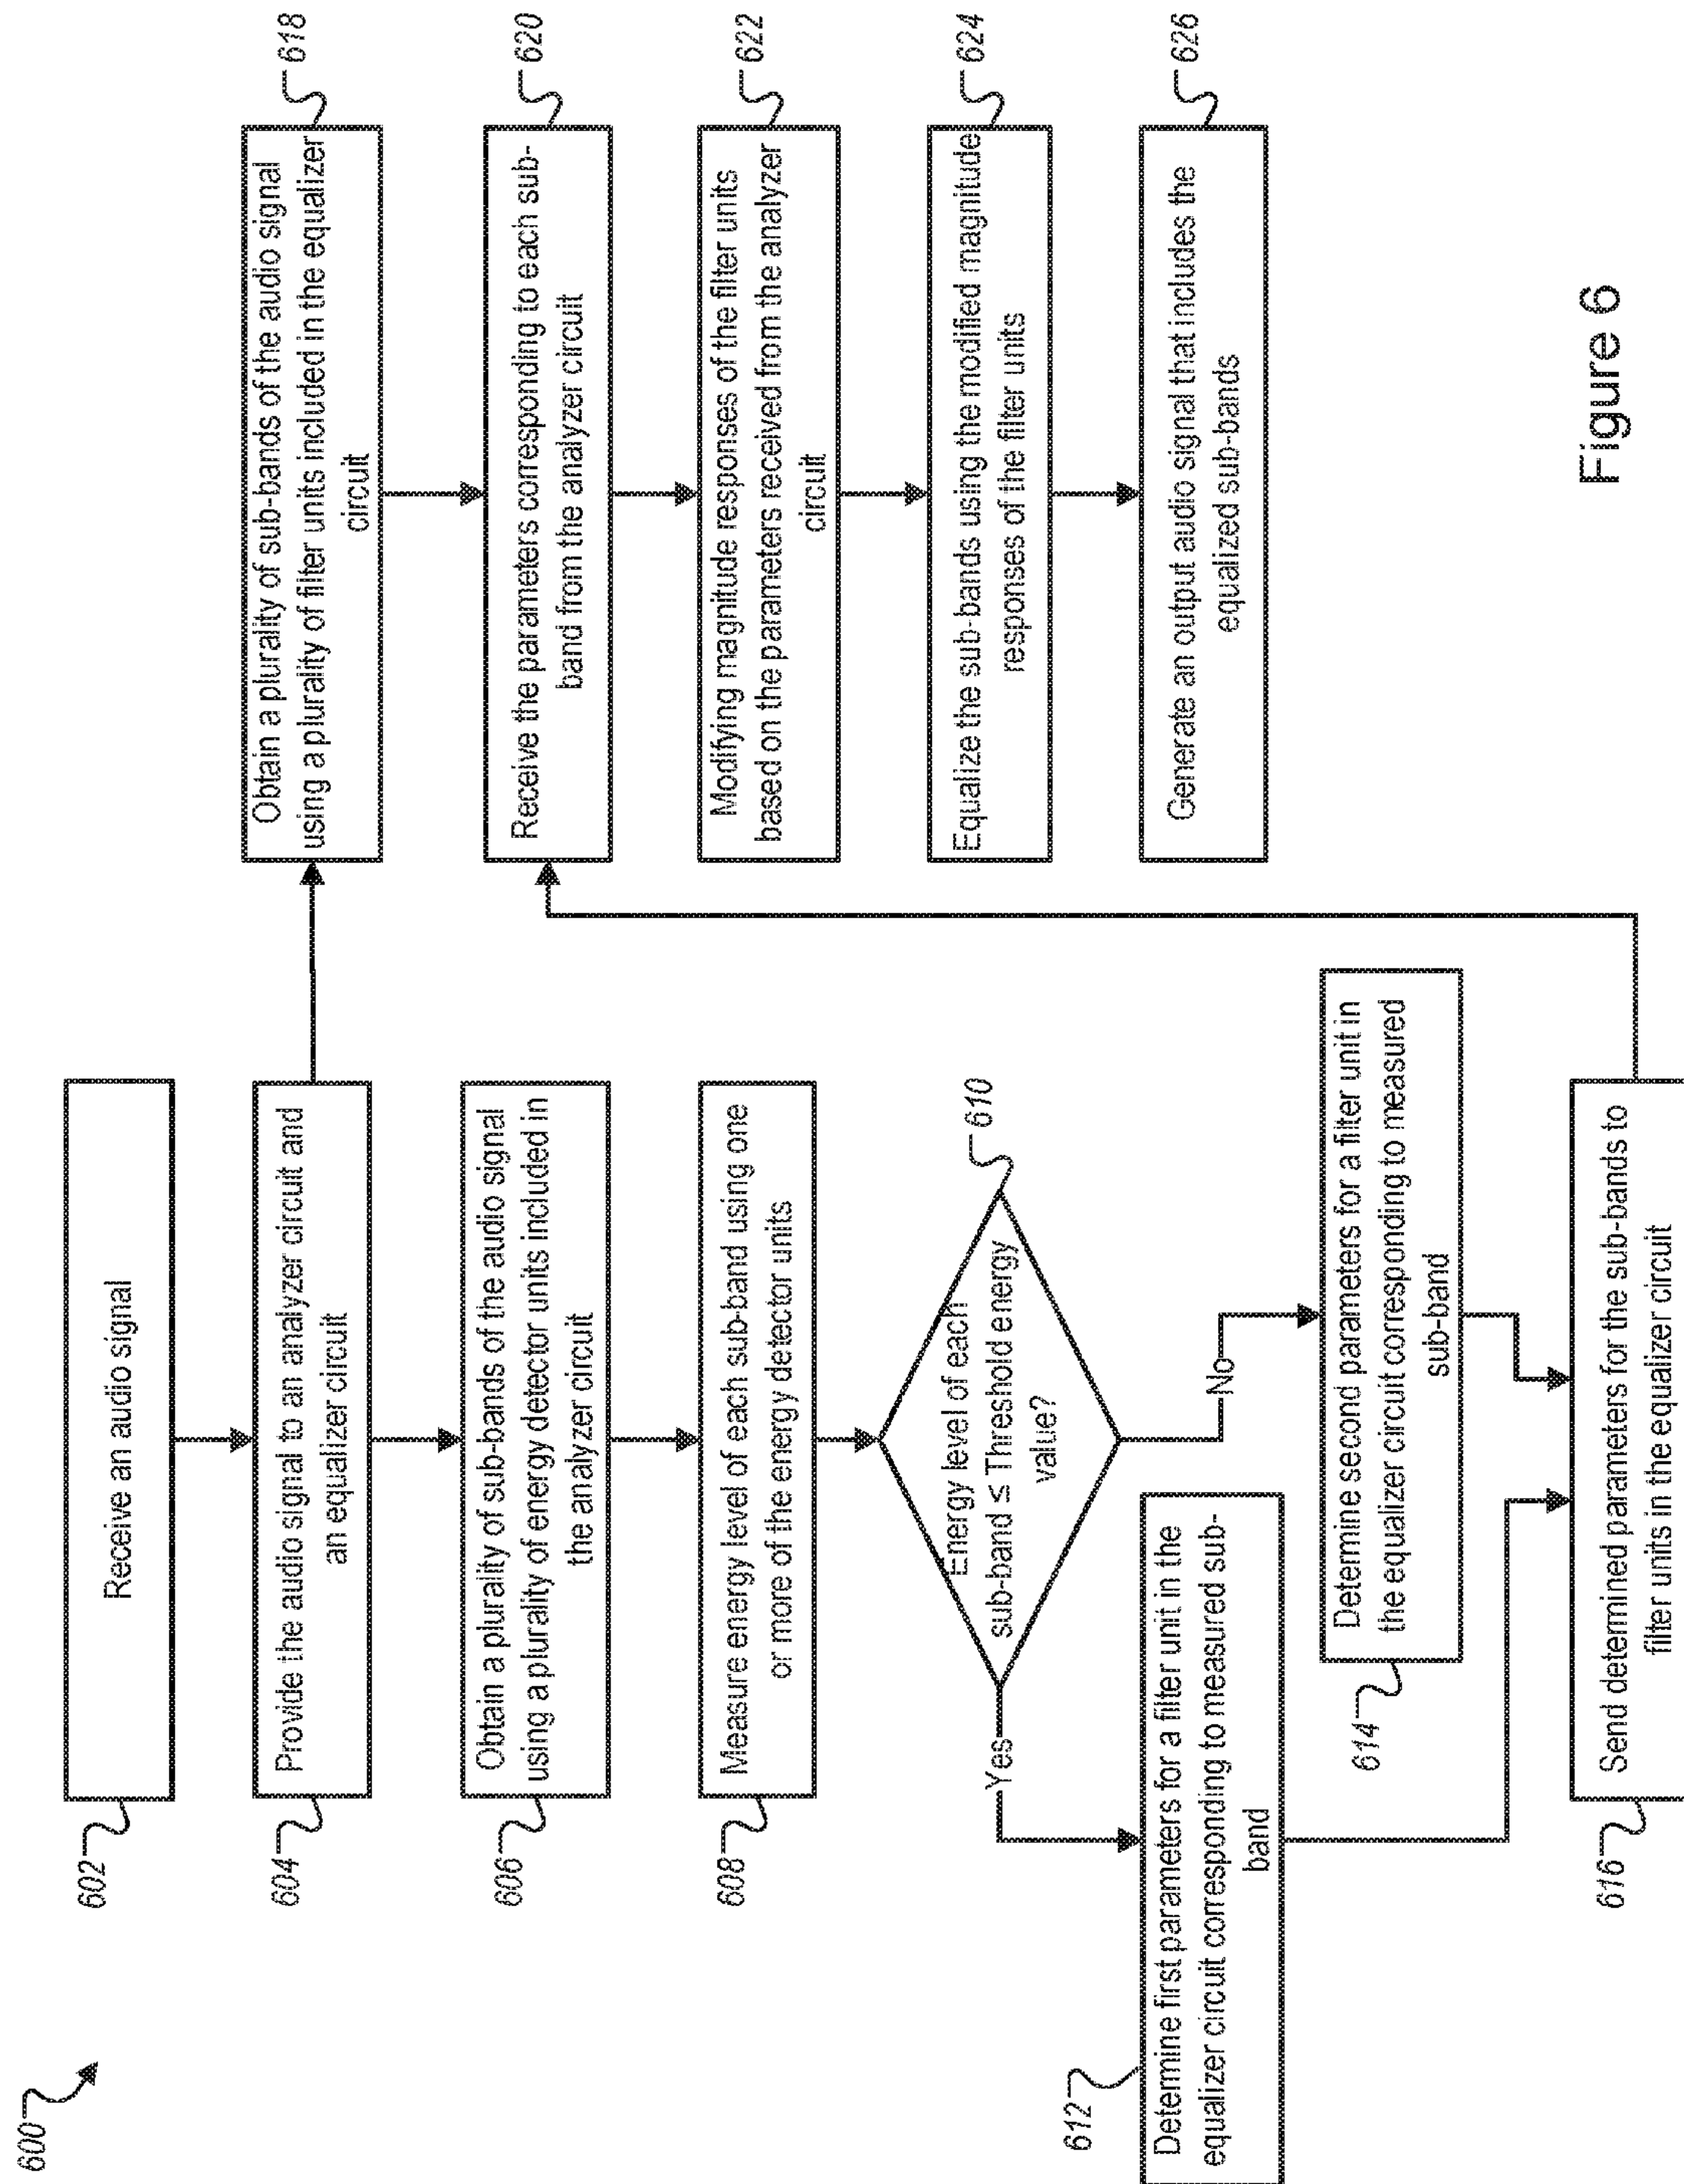 600
602
Receive an audio signal
604
Provide the audio signal to an analyzer circuit and
an equalizer circuit
606
Obtain a plurality of sub-bands of the audio signal
using a plurality of energy detector units included in
the analyzer circuit
608
Measure energy level of each sub-band using one
or more of the energy detector units
610
Energy level of each
sub-band ≤ Threshold energy
value?
Yes
No
612
Determine first parameters for a filter unit in the
equalizer circuit corresponding to measured sub-
band
614
Determine second parameters for a filter unit in
the equalizer circuit corresponding to measured
sub-band
616
Send determined parameters for the sub-bands to
filter units in the equalizer circuit
618
Obtain a plurality of sub-bands of the audio signal
using a plurality of filter units included in the equalizer
circuit
620
Receive the parameters corresponding to each sub-
band from the analyzer circuit
622
Modifying magnitude responses of the filter units
based on the parameters received from the analyzer
circuit
624
Equalize the sub-bands using the modified magnitude
responses of the filter units
626
Generate an output audio signal that includes the
equalized sub-bands
Figure 6